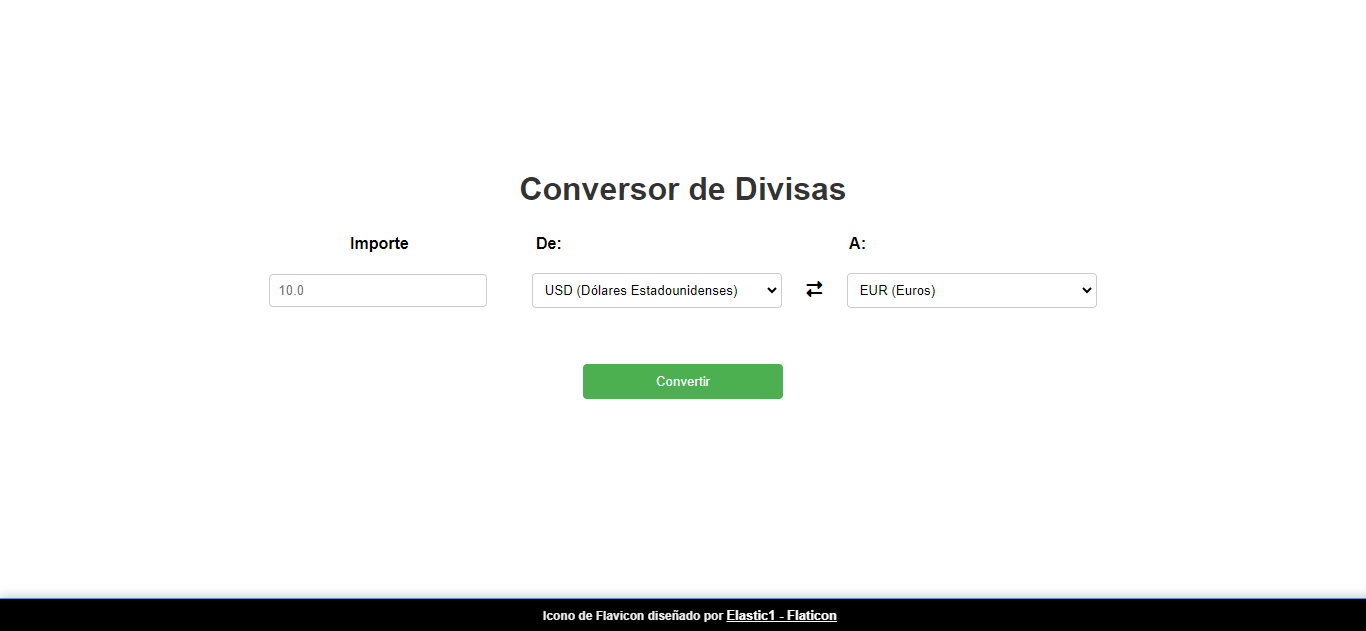 Conversor de Divisas
Importe De: A:
10.0 USD (Dólares Estadounidenses) EUR (Euros)
Convertir
Icono de Flavicon diseñado por Elastic1 - Flaticon